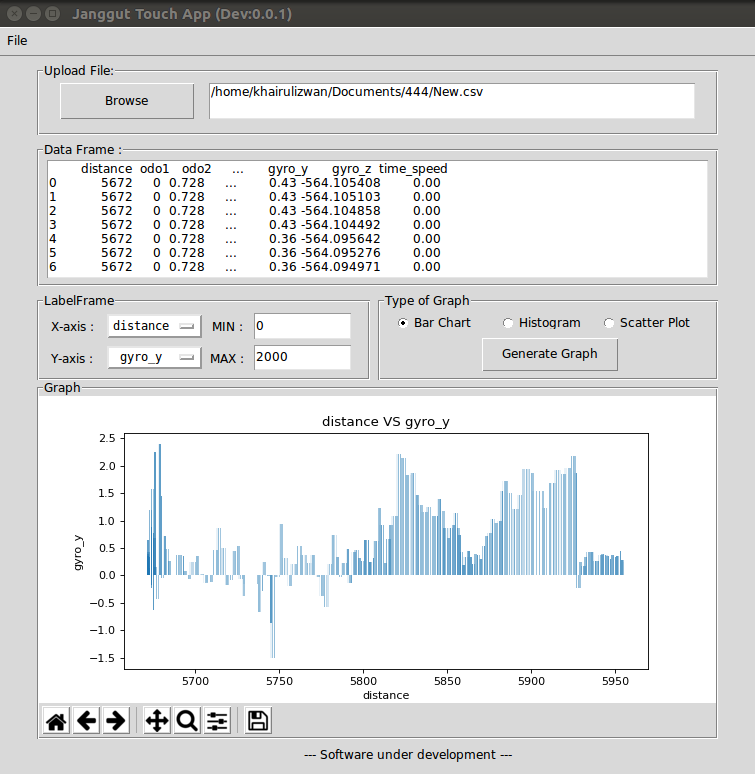 Janggut Touch App (Dev:0.0.1)
File
Upload File:
Browse
/home/khairulizwan/Documents/444/New.csv
Data Frame :
distance odo1 odo2 ... gyro_y gyro_z time_speed
0 5672 0 0.728 ... 0.43 -564.105408 0.00
1 5672 0 0.728 ... 0.43 -564.105103 0.00
2 5672 0 0.728 ... 0.43 -564.104858 0.00
3 5672 0 0.728 ... 0.43 -564.104492 0.00
4 5672 0 0.728 ... 0.36 -564.095642 0.00
5 5672 0 0.728 ... 0.36 -564.095276 0.00
6 5672 0 0.728 ... 0.36 -564.094971 0.00
LabelFrame
X-axis : distance MIN : 0
Y-axis : gyro_y MAX : 2000
Type of Graph
Bar Chart Histogram Scatter Plot
Generate Graph
Graph
distance VS gyro_y
2.5
2.0
1.5
1.0
0.5
0.0
−0.5
−1.0
−1.5
gyro_y
5700 5750 5800 5850 5900 5950
distance
--- Software under development ---